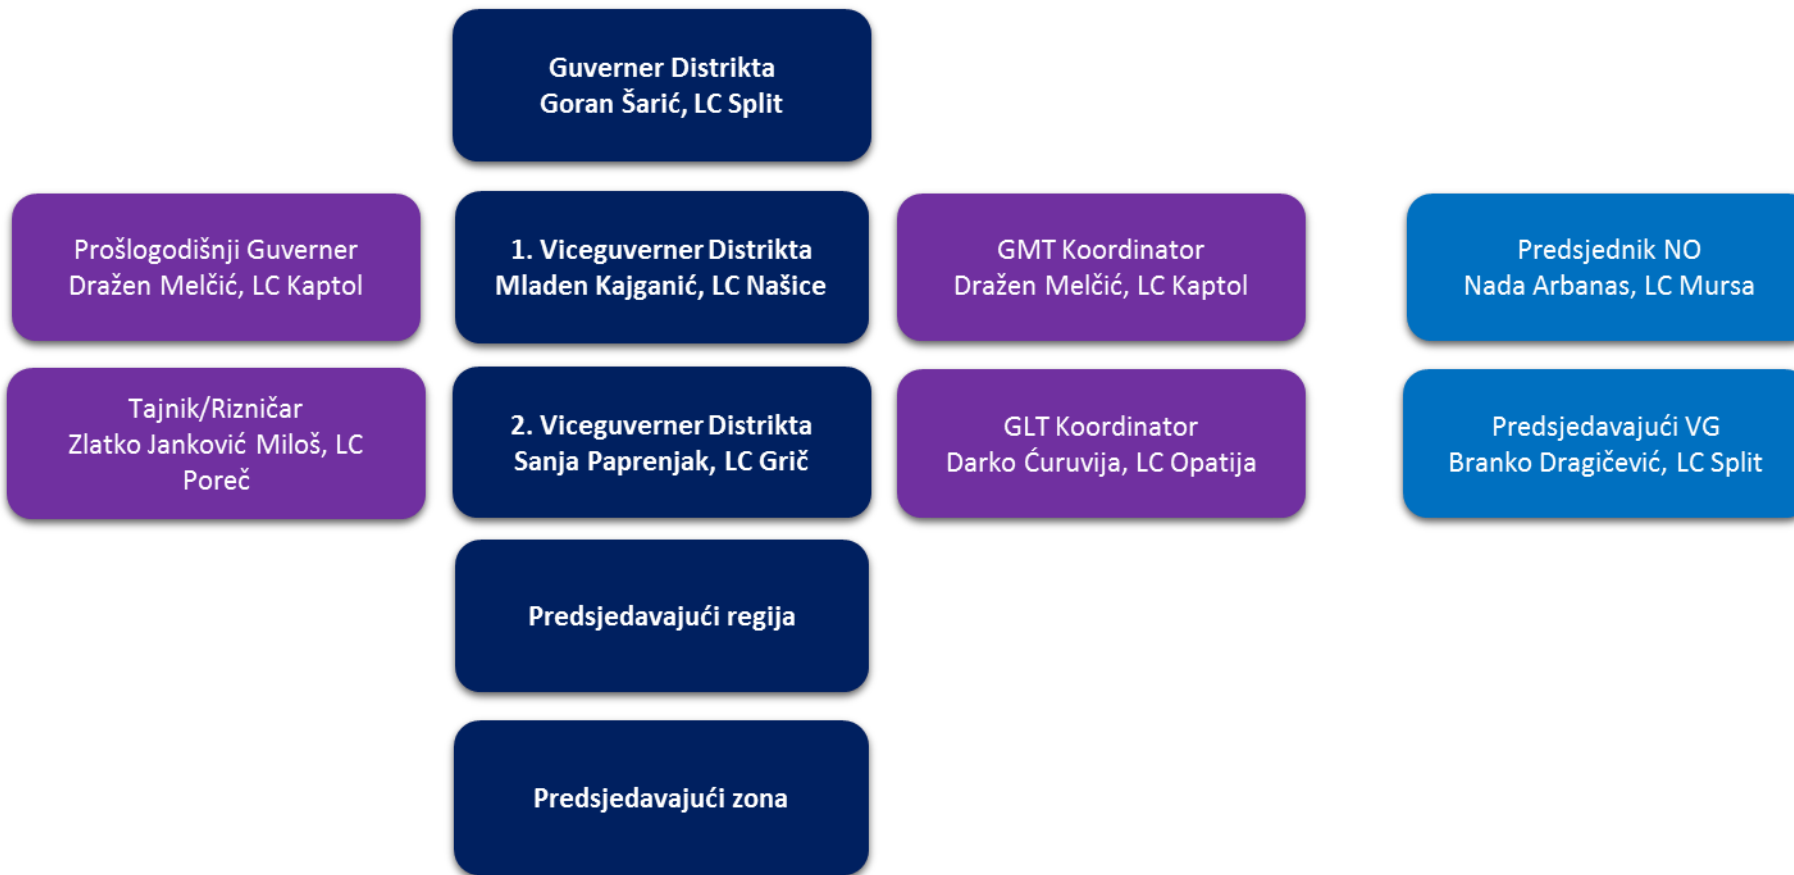 Guverner Distrikta
Goran Šarić, LC Split
Prošlogodišnji Guverner
Dražen Melčić, LC Kaptol
1. Viceguverner Distrikta
Mladen Kajganić, LC Našice
GMT Koordinator
Dražen Melčić, LC Kaptol
Predsjednik NO
Nada Arbanas, LC Mursa
Tajnik/Rizničar
Zlatko Janković Miloš, LC
Poreč
2. Viceguverner Distrikta
Sanja Paprenjak, LC Grič
GLT Koordinator
Darko Ćuruvija, LC Opatija
Predsjedavajući VG
Branko Dragičević, LC Split
Predsjedavajući regija
Predsjedavajući zona